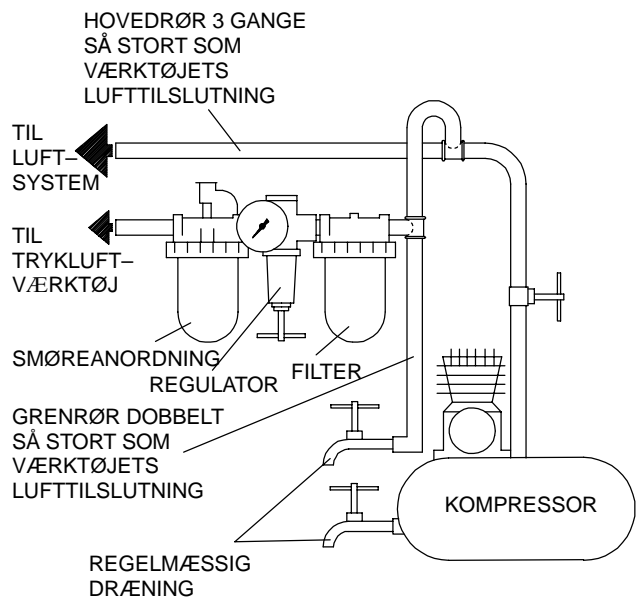 HOVEDRØR 3 GANGE
SÅ STORT SOM
VÆRKTØJETS
LUFTTILSLUTNING
TIL
LUFT–
SYSTEM
TIL
TRYKLUFT–
VÆRKTØJ
SMØREANORDNING
REGULATOR
FILTER
GRENRØR DOBBELT
SÅ STORT SOM
VÆRKTØJETS
LUFTTILSLUTNING
KOMPRESSOR
REGELMÆSSIG
DRÆNING